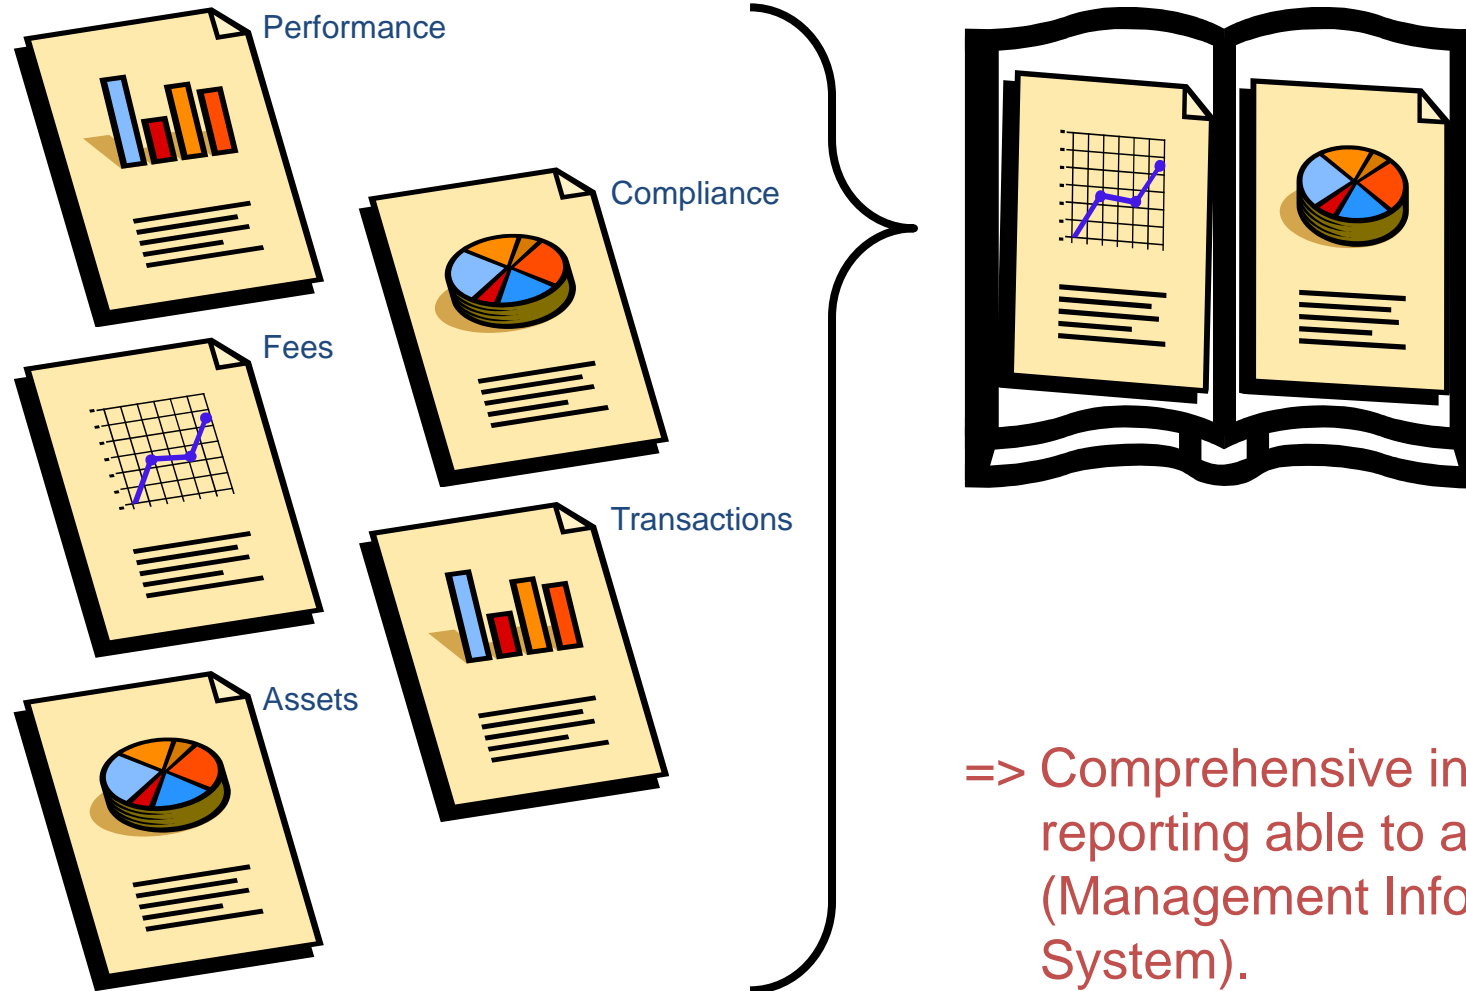 Performance
Compliance
Fees
Transactions
Assets
=> Comprehensive in
reporting able to a
(Management Info
System).